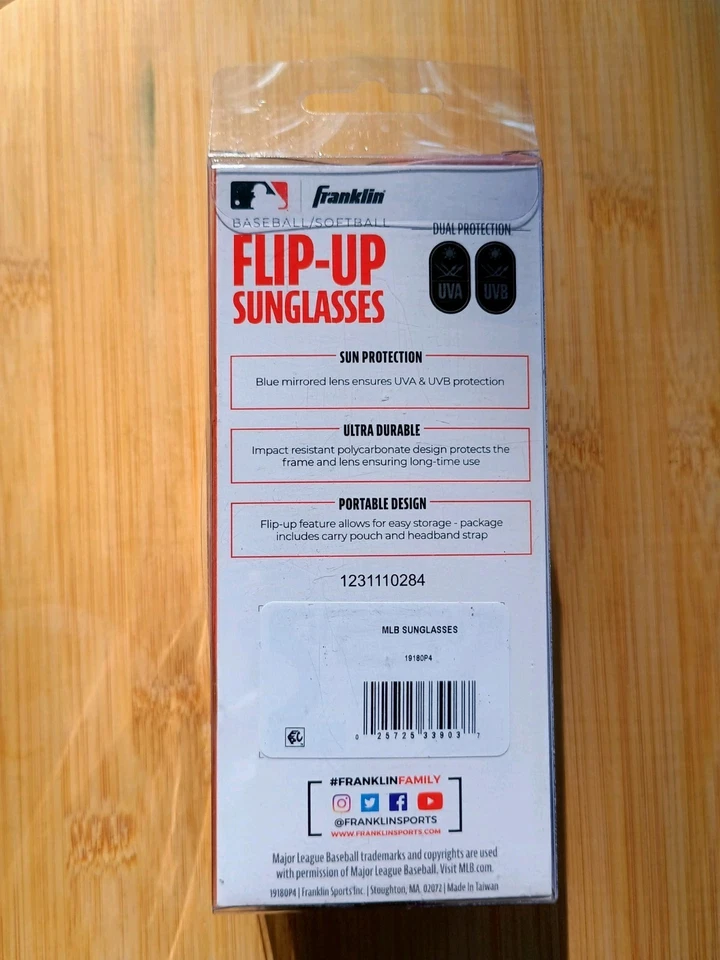 Franklin
BASEBALL/SOFTBALL
FLIP-UP
SUNGLASSES
DUAL PROTECTION
UVA UVB
SUN PROTECTION
Blue mirrored lens ensures UVA & UVB protection
ULTRA DURABLE
Impact resistant polycarbonate design protects the
frame and lens ensuring long-time use
PORTABLE DESIGN
Flip-up feature allows for easy storage - package
includes carry pouch and headband strap
1231110284
MLB SUNGLASSES
19180P4
0 25725 33903 7
#FRANKLINFAMILY
@FRANKLINSPORTS
WWW.FRANKLINSPORTS.COM
Major League Baseball trademarks and copyrights are used
with permission of Major League Baseball. Visit MLB.com.
19180P4 | Franklin Sports Inc. | Stoughton, MA, 02072 | Made In Taiwan